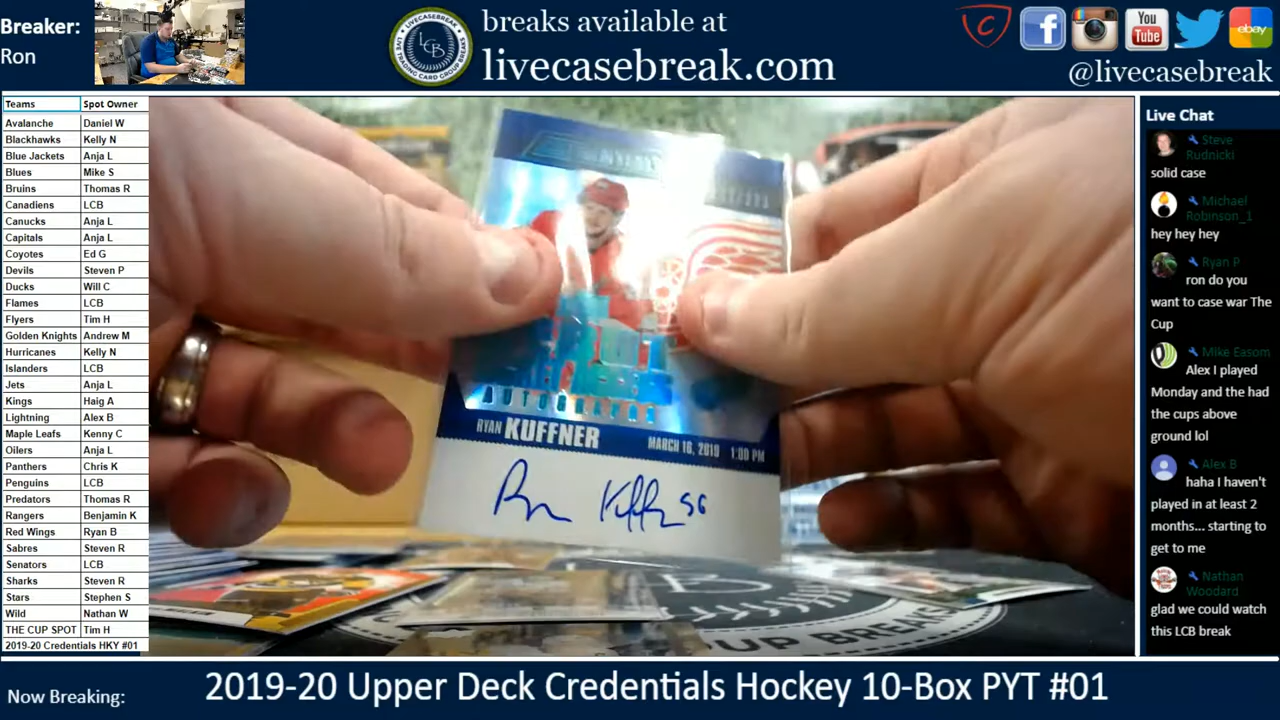 Breaker:
Ron
breaks available at
livecasebreak.com
LCB
You
Tube
ebay
@livecasebreak
Teams Spot Owner
Avalanche Daniel W
Blackhawks Kelly N
Blue Jackets Anja L
Blues Mike S
Bruins Thomas R
Canadiens LCB
Canucks Anja L
Capitals Anja L
Coyotes Ed G
Devils Steven P
Ducks Will C
Flames LCB
Flyers Tim H
Golden Knights Andrew M
Hurricanes Kelly N
Islanders LCB
Jets Anja L
Kings Haig A
Lightning Alex B
Maple Leafs Kenny C
Oilers Anja L
Panthers Chris K
Penguins LCB
Predators Thomas R
Rangers Benjamin K
Red Wings Ryan B
Sabres Steven R
Senators LCB
Sharks Steven R
Stars Stephen S
Wild Nathan W
THE CUP SPOT Tim H
2019-20 Credentials HKY #01
AUTOGRAPHS
RYAN KUFFNER MARCH 16, 2019 1:00 PM
56
Live Chat
Steve
Rudnicki
solid case
Michael
Robinson_1
hey hey hey
Ryan P
ron do you
want to case war The
Cup
Mike Easom
Alex I played
Monday and the had
the cups above
ground lol
Alex B
haha I haven't
played in at least 2
months... starting to
get to me
Nathan
Woodard
glad we could watch
this LCB break
Now Breaking:
2019-20 Upper Deck Credentials Hockey 10-Box PYT #01